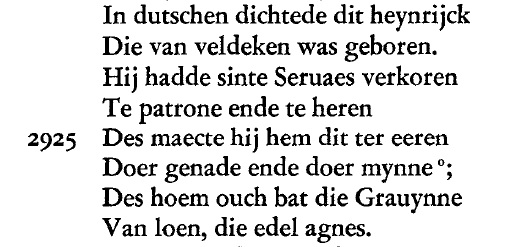 In dutschen dichtede dit heynrijck
Die van veldeken was geboren.
Hij hadde sinte Seruaes verkoren
Te patrone ende te heren
2925 Des maecte hij hem dit ter eeren
Doer genade ende doer mynne º;
Des hoem ouch bat die Grauynne
Van loen, die edel agnes.